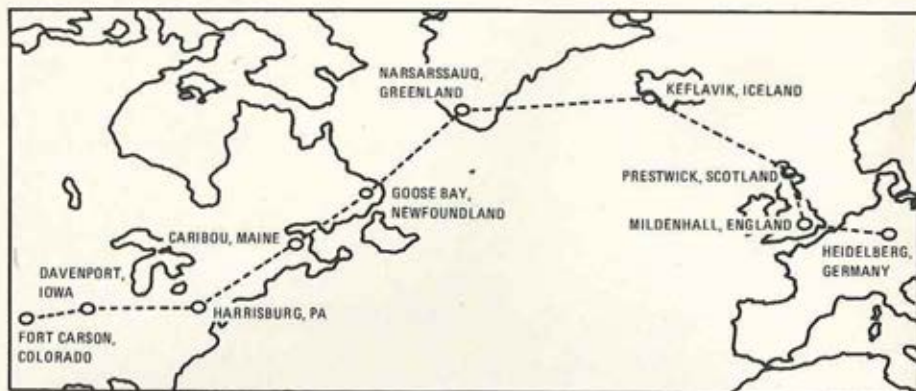 NARSARSSAUQ,
GREENLAND
KEFLAVIK, ICELAND
PRESTWICK, SCOTLAND
GOOSE BAY,
NEWFOUNDLAND
MILDENHALL, ENGLAND
CARIBOU, MAINE
HEIDELBERG,
GERMANY
DAVENPORT,
IOWA
HARRISBURG, PA
FORT CARSON,
COLORADO